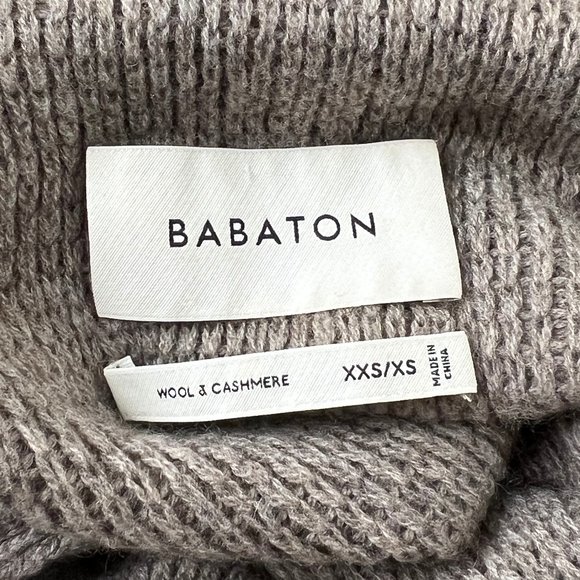 BABATON
WOOL & CASHMERE XXS/XS
MADE IN
CHINA